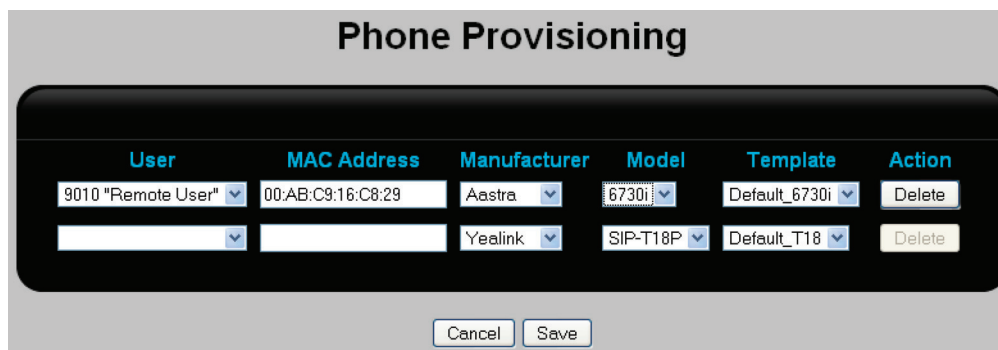 Phone Provisioning
User MAC Address Manufacturer Model Template Action
9010 "Remote User" 00:AB:C9:16:C8:29 Aastra 6730i Default_6730i Delete
Yealink SIP-T18P Default_T18 Delete
Cancel Save